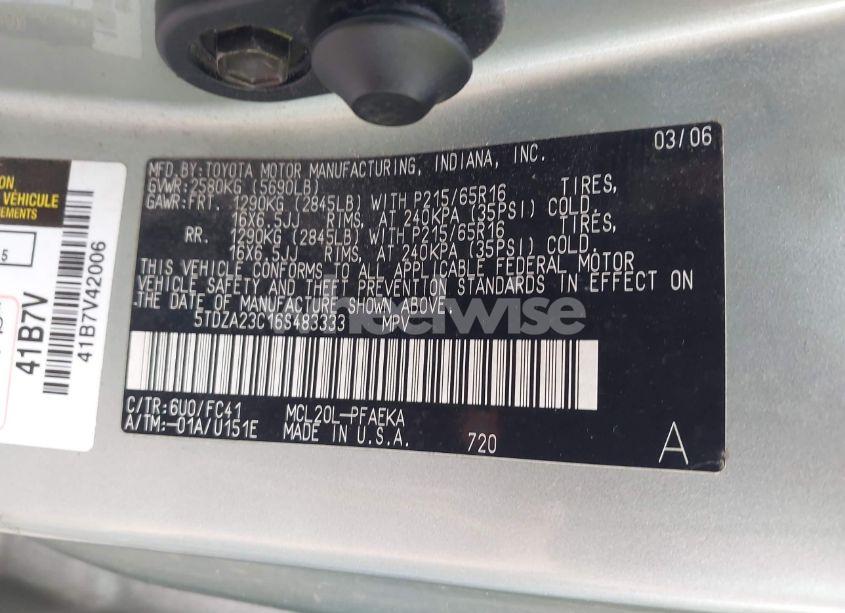 03/06
MFD.BY:TOYOTA MOTOR MANUFACTURING, INDIANA, INC.
GVWR:2580KG (5690LB)
GAWR:FRT. 1290KG (2845LB) WITH P215/65R16 TIRES,
16X6.5JJ RIMS, AT 240KPA (35PSI) COLD.
RR. 1290KG (2845LB) WITH P215/65R16 TIRES,
16X6.5JJ RIMS, AT 240KPA (35PSI) COLD.
THIS VEHICLE CONFORMS TO ALL APPLICABLE FEDERAL MOTOR
VEHICLE SAFETY AND THEFT PREVENTION STANDARDS IN EFFECT ON
THE DATE OF MANUFACTURE SHOWN ABOVE.
5TDZA23C16S483333 MPV
C/TR:6U0/FC41 MCL20L-PFAEKA
A/TM:-01A/U151E MADE IN U.S.A. 720
A
VÉHICULE
41B7V
41B7V42006
5